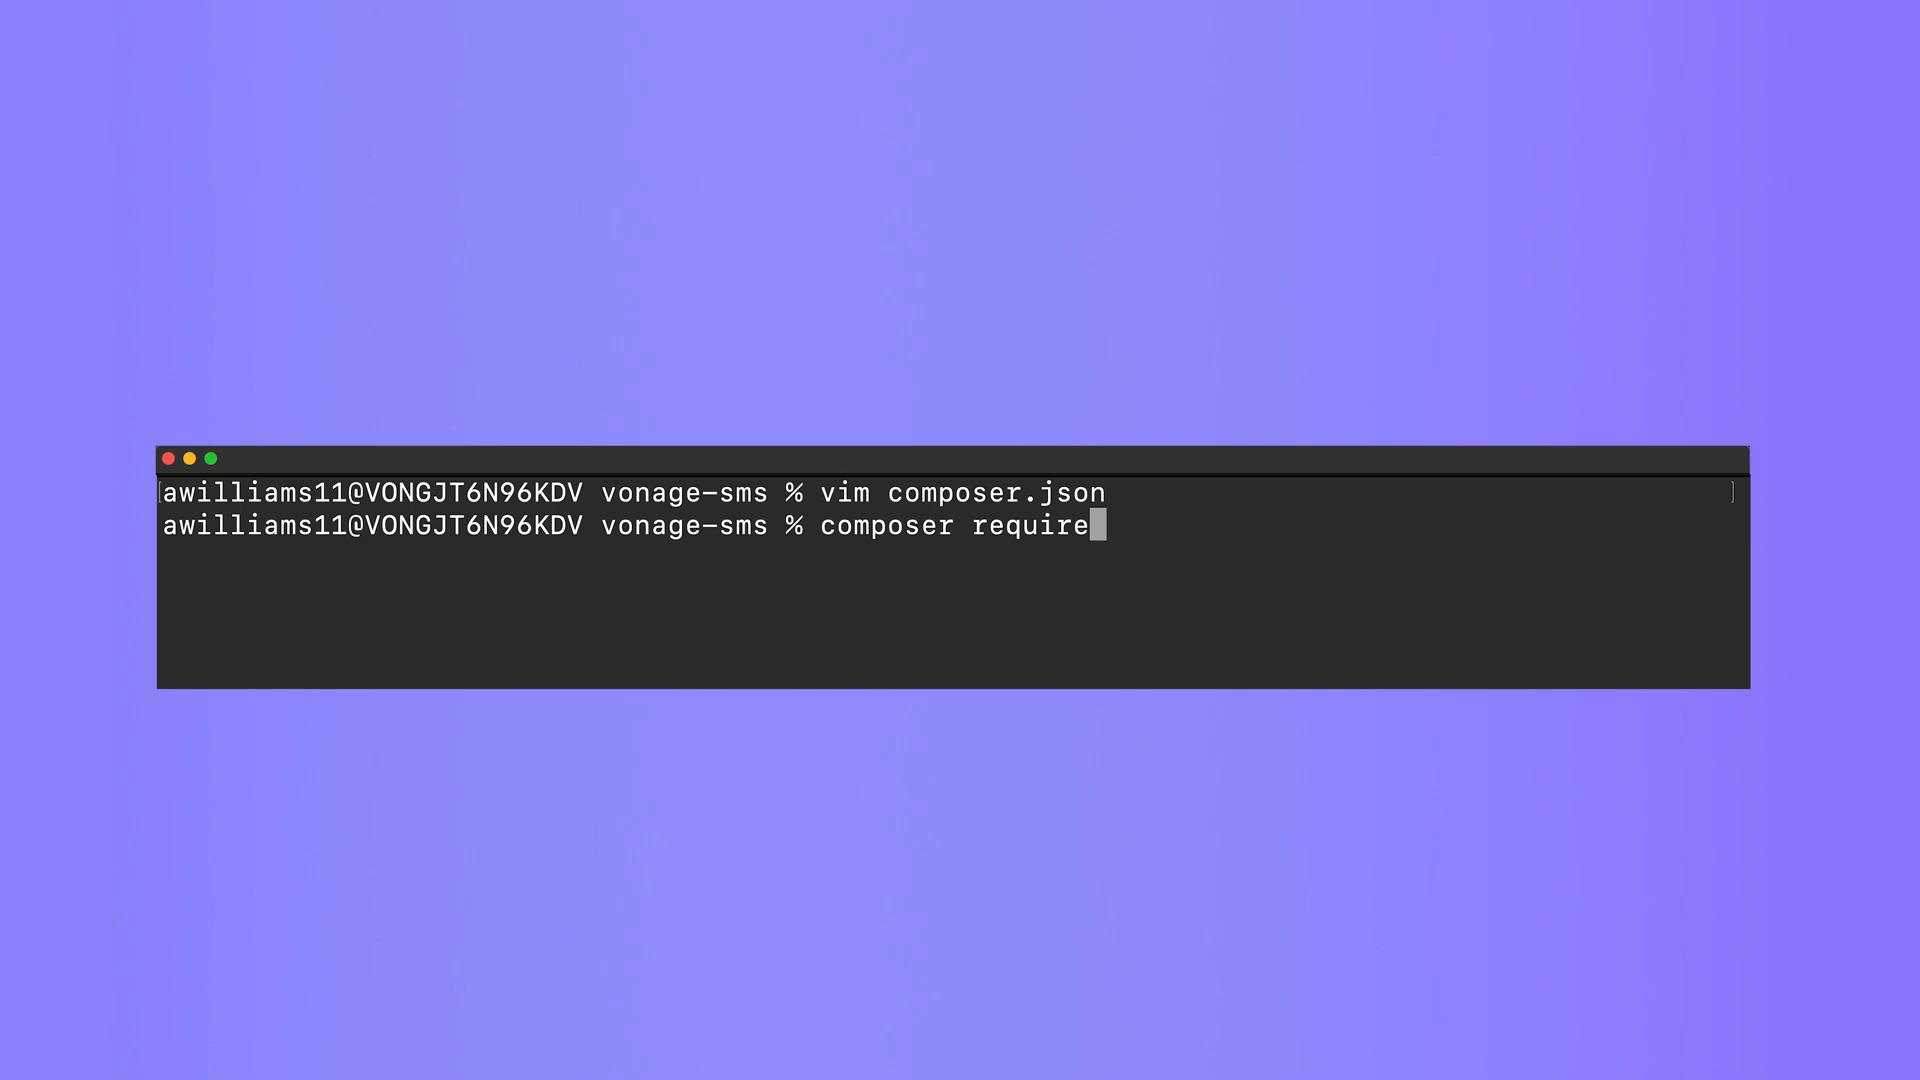 [awilliams11@VONGJT6N96KDV vonage-sms % vim composer.json ]
awilliams11@VONGJT6N96KDV vonage-sms % composer require